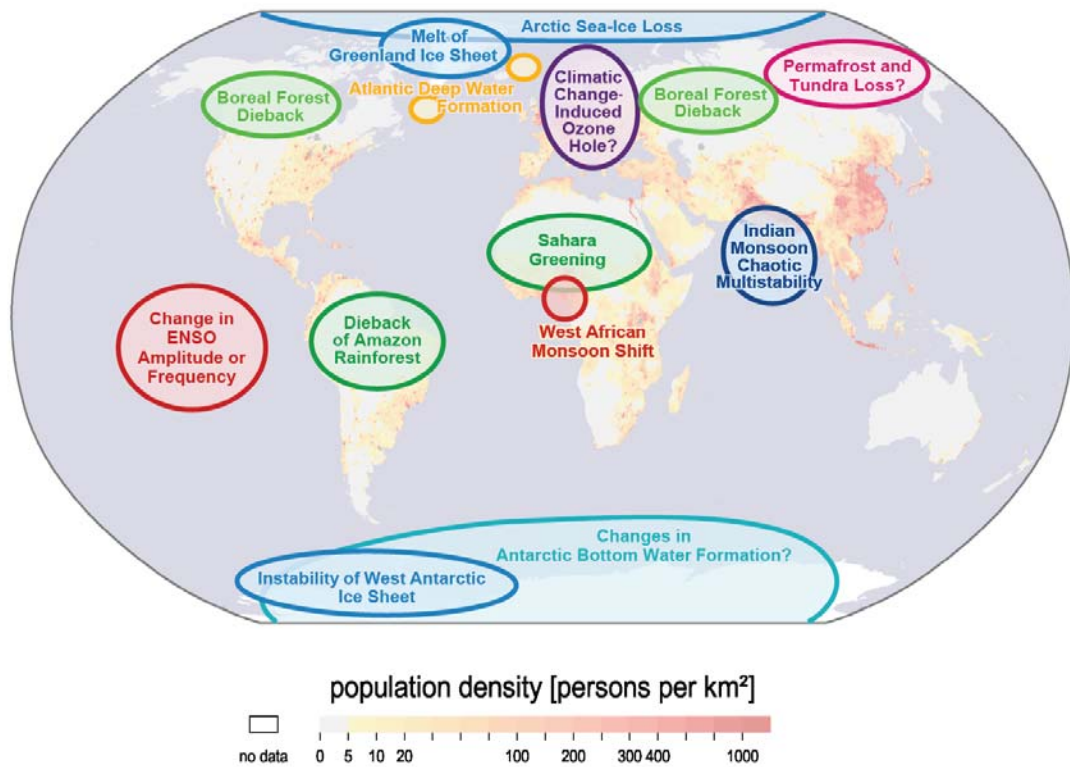 Arctic Sea-Ice Loss
Melt of
Greenland Ice Sheet
Atlantic Deep Water
Formation
Climatic
Change-
Induced
Ozone
Hole?
Boreal Forest
Dieback
Permafrost and
Tundra Loss?
Boreal Forest
Dieback
Sahara
Greening
Indian
Monsoon
Chaotic
Multistability
Change in
ENSO
Amplitude or
Frequency
Dieback
of Amazon
Rainforest
West African
Monsoon Shift
Changes in
Antarctic Bottom Water Formation?
Instability of West Antarctic
Ice Sheet
population density [persons per km²]
no data
0 5 10 20 100 200 300 400 1000